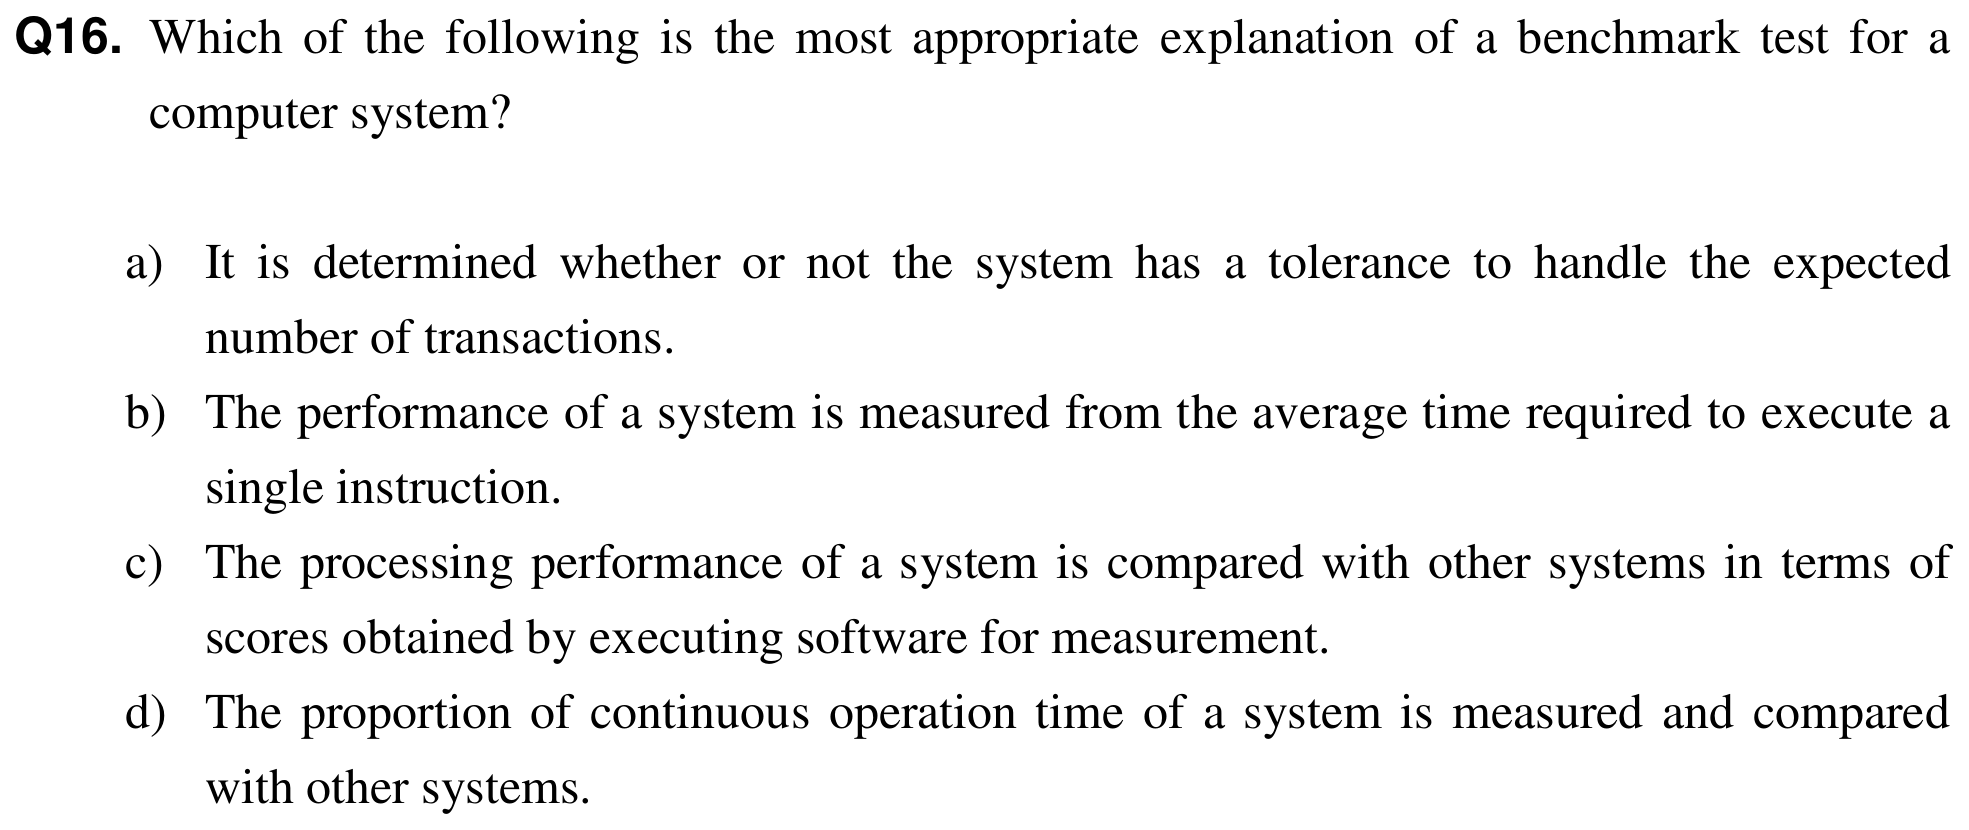 Q16. Which of the following is the most appropriate explanation of a benchmark test for a
computer system?
a) It is determined whether or not the system has a tolerance to handle the expected
number of transactions.
b) The performance of a system is measured from the average time required to execute a
single instruction.
c) The processing performance of a system is compared with other systems in terms of
scores obtained by executing software for measurement.
d) The proportion of continuous operation time of a system is measured and compared
with other systems.